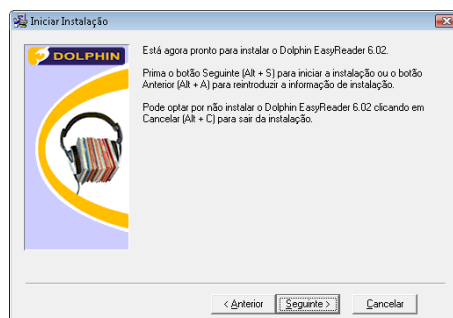 Iniciar Instalação
DOLPHIN
Está agora pronto para instalar o Dolphin EasyReader 6.02.
Prima o botão Seguinte (Alt + S) para iniciar a instalação ou o botão
Anterior (Alt + A) para reintroduzir a informação de instalação.
Pode optar por não instalar o Dolphin EasyReader 6.02 clicando em
Cancelar (Alt + C) para sair da instalação.
< Anterior
Seguinte >
Cancelar